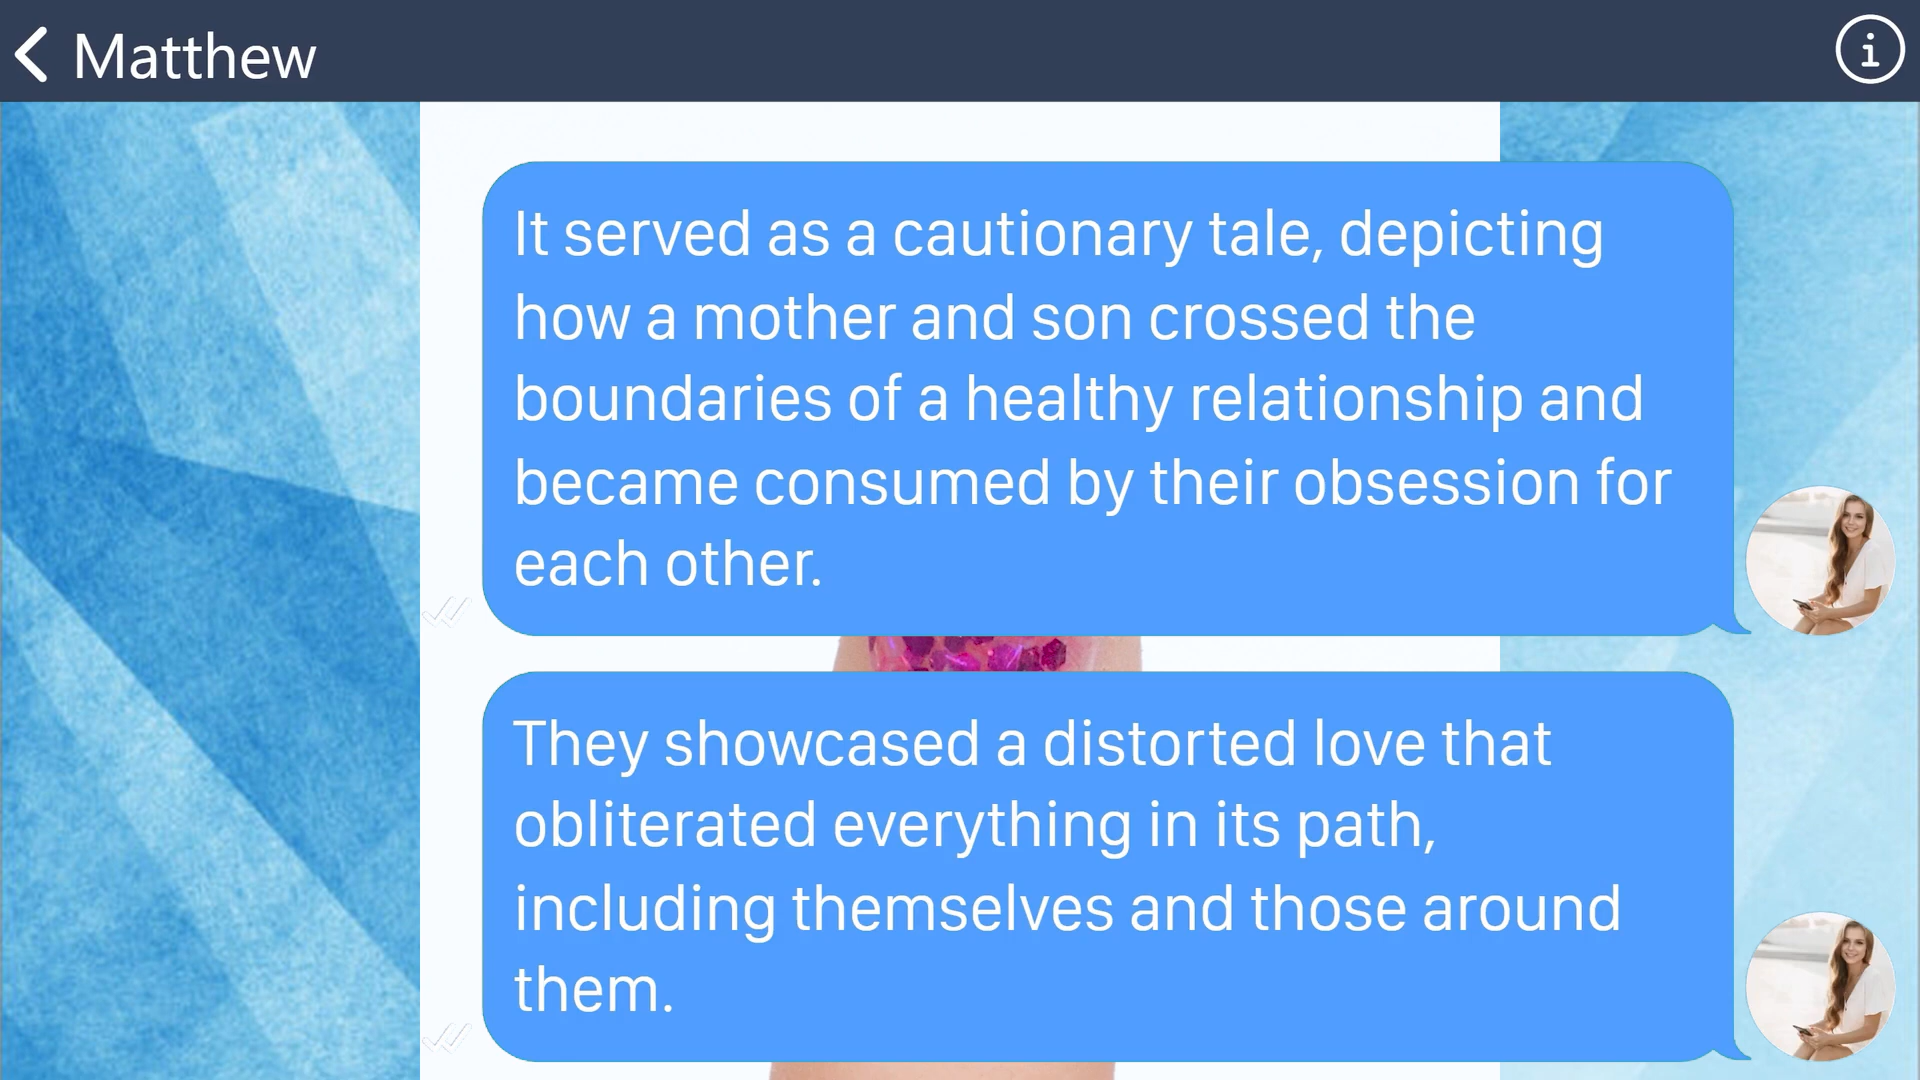 Matthew
It served as a cautionary tale, depicting
how a mother and son crossed the
boundaries of a healthy relationship and
became consumed by their obsession for
each other.
They showcased a distorted love that
obliterated everything in its path,
including themselves and those around
them.